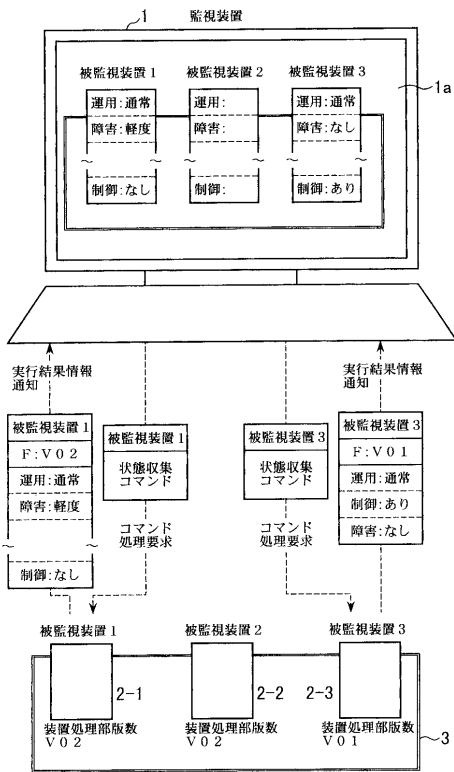 1 監視装置
1a
被監視装置1 被監視装置2 被監視装置3
運用:通常 運用: 運用:通常
障害:軽度 障害: 障害:なし
～ ～ ～ ～ ～ ～
制御:なし 制御: 制御:あり
実行結果情報
通知
被監視装置1
F:V02
運用:通常
障害:軽度
～ ～
制御:なし
被監視装置1
状態収集
コマンド
コマンド
処理要求
被監視装置3
状態収集
コマンド
コマンド
処理要求
実行結果情報
通知
被監視装置3
F:V01
運用:通常
制御:あり
障害:なし
被監視装置1 被監視装置2 被監視装置3
2-1 2-2 2-3
装置処理部版数 装置処理部版数 装置処理部版数
V02 V02 V01
3